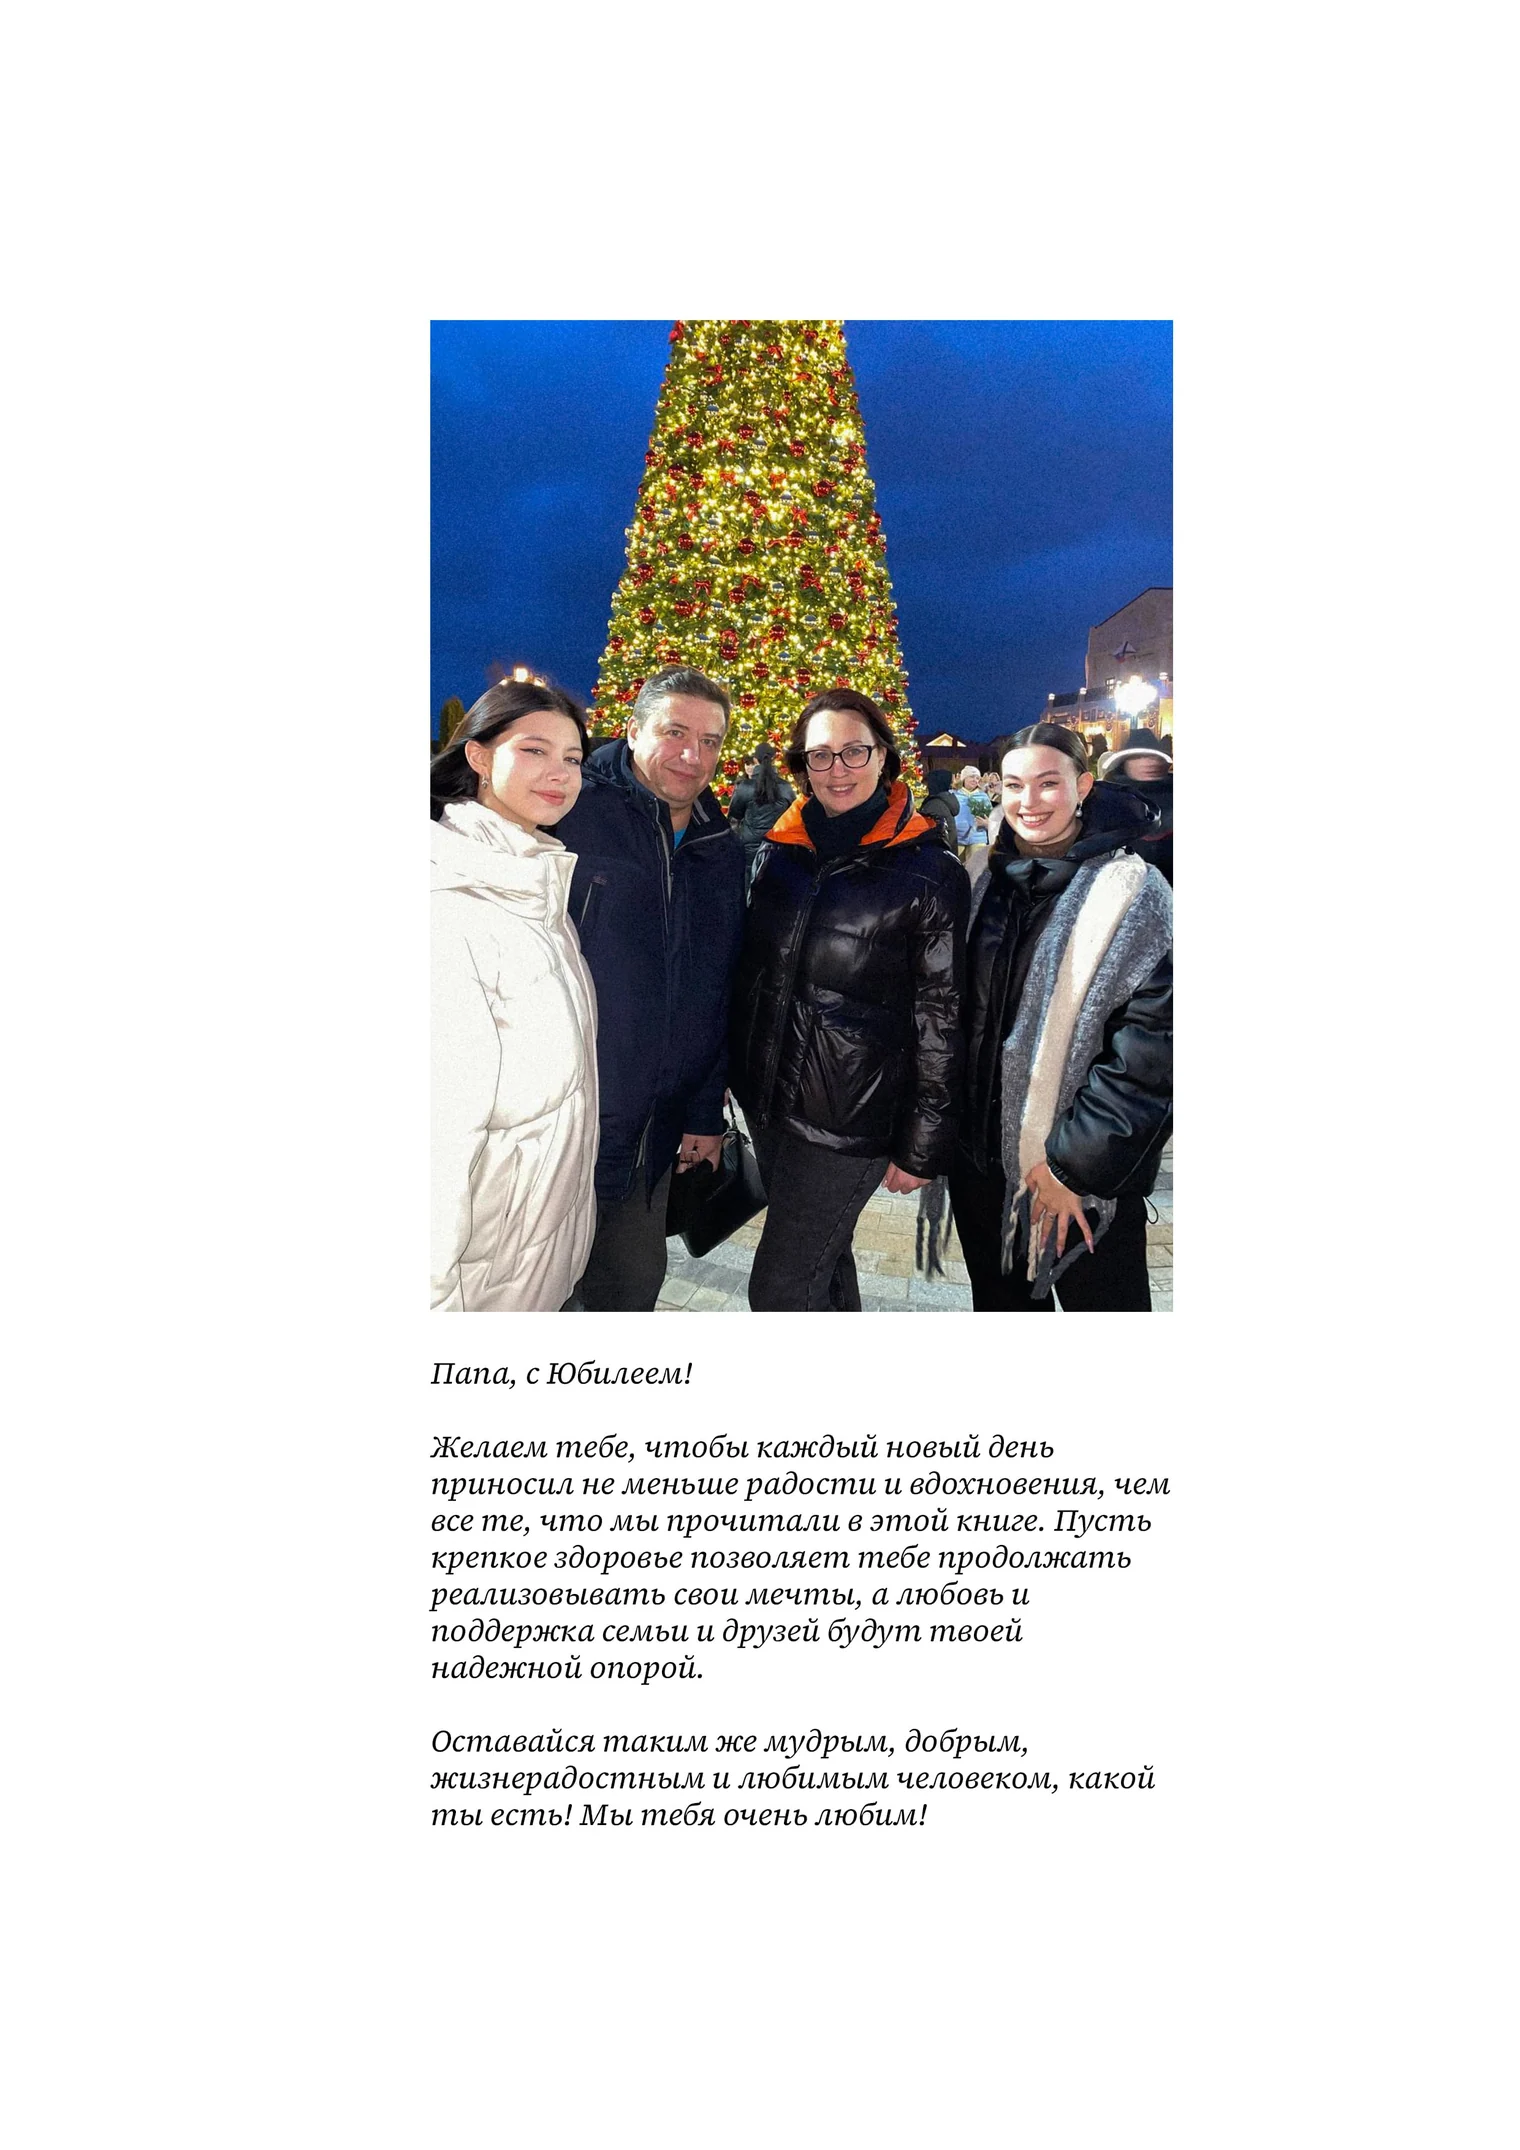 Папа, с Юбилеем!
Желаем тебе, чтобы каждый новый день
приносил не меньше радости и вдохновения, чем
все те, что мы прочитали в этой книге. Пусть
крепкое здоровье позволяет тебе продолжать
реализовывать свои мечты, а любовь и
поддержка семьи и друзей будут твоей
надежной опорой.
Оставайся таким же мудрым, добрым,
жизнерадостным и любимым человеком, какой
ты есть! Мы тебя очень любим!